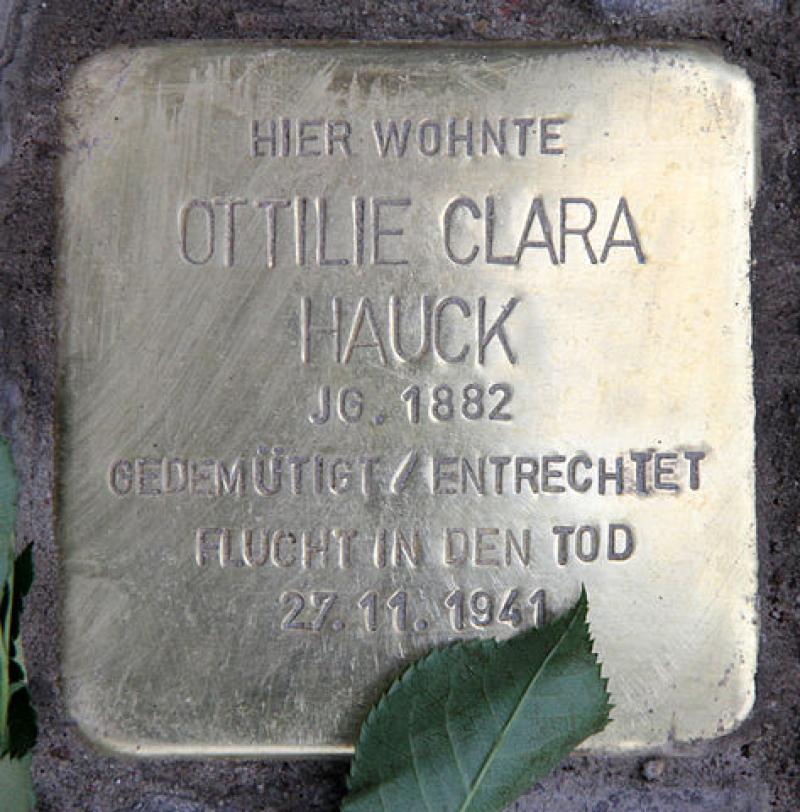 HIER WOHNTE
OTTILIE CLARA
HAUCK
JG. 1882
GEDEMÜTIGT / ENTRECHTET
FLUCHT IN DEN TOD
27.11.1941